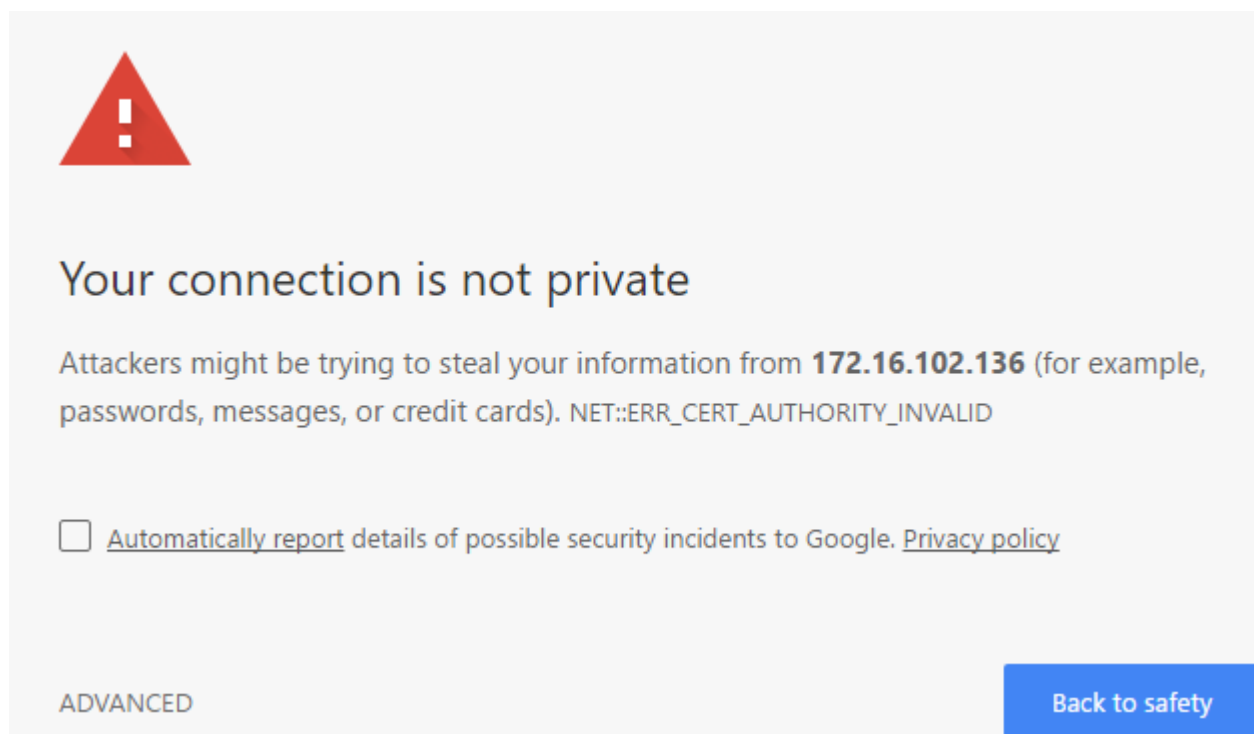 Your connection is not private
Attackers might be trying to steal your information from 172.16.102.136 (for example,
passwords, messages, or credit cards). NET::ERR_CERT_AUTHORITY_INVALID
Automatically report details of possible security incidents to Google. Privacy policy
ADVANCED
Back to safety